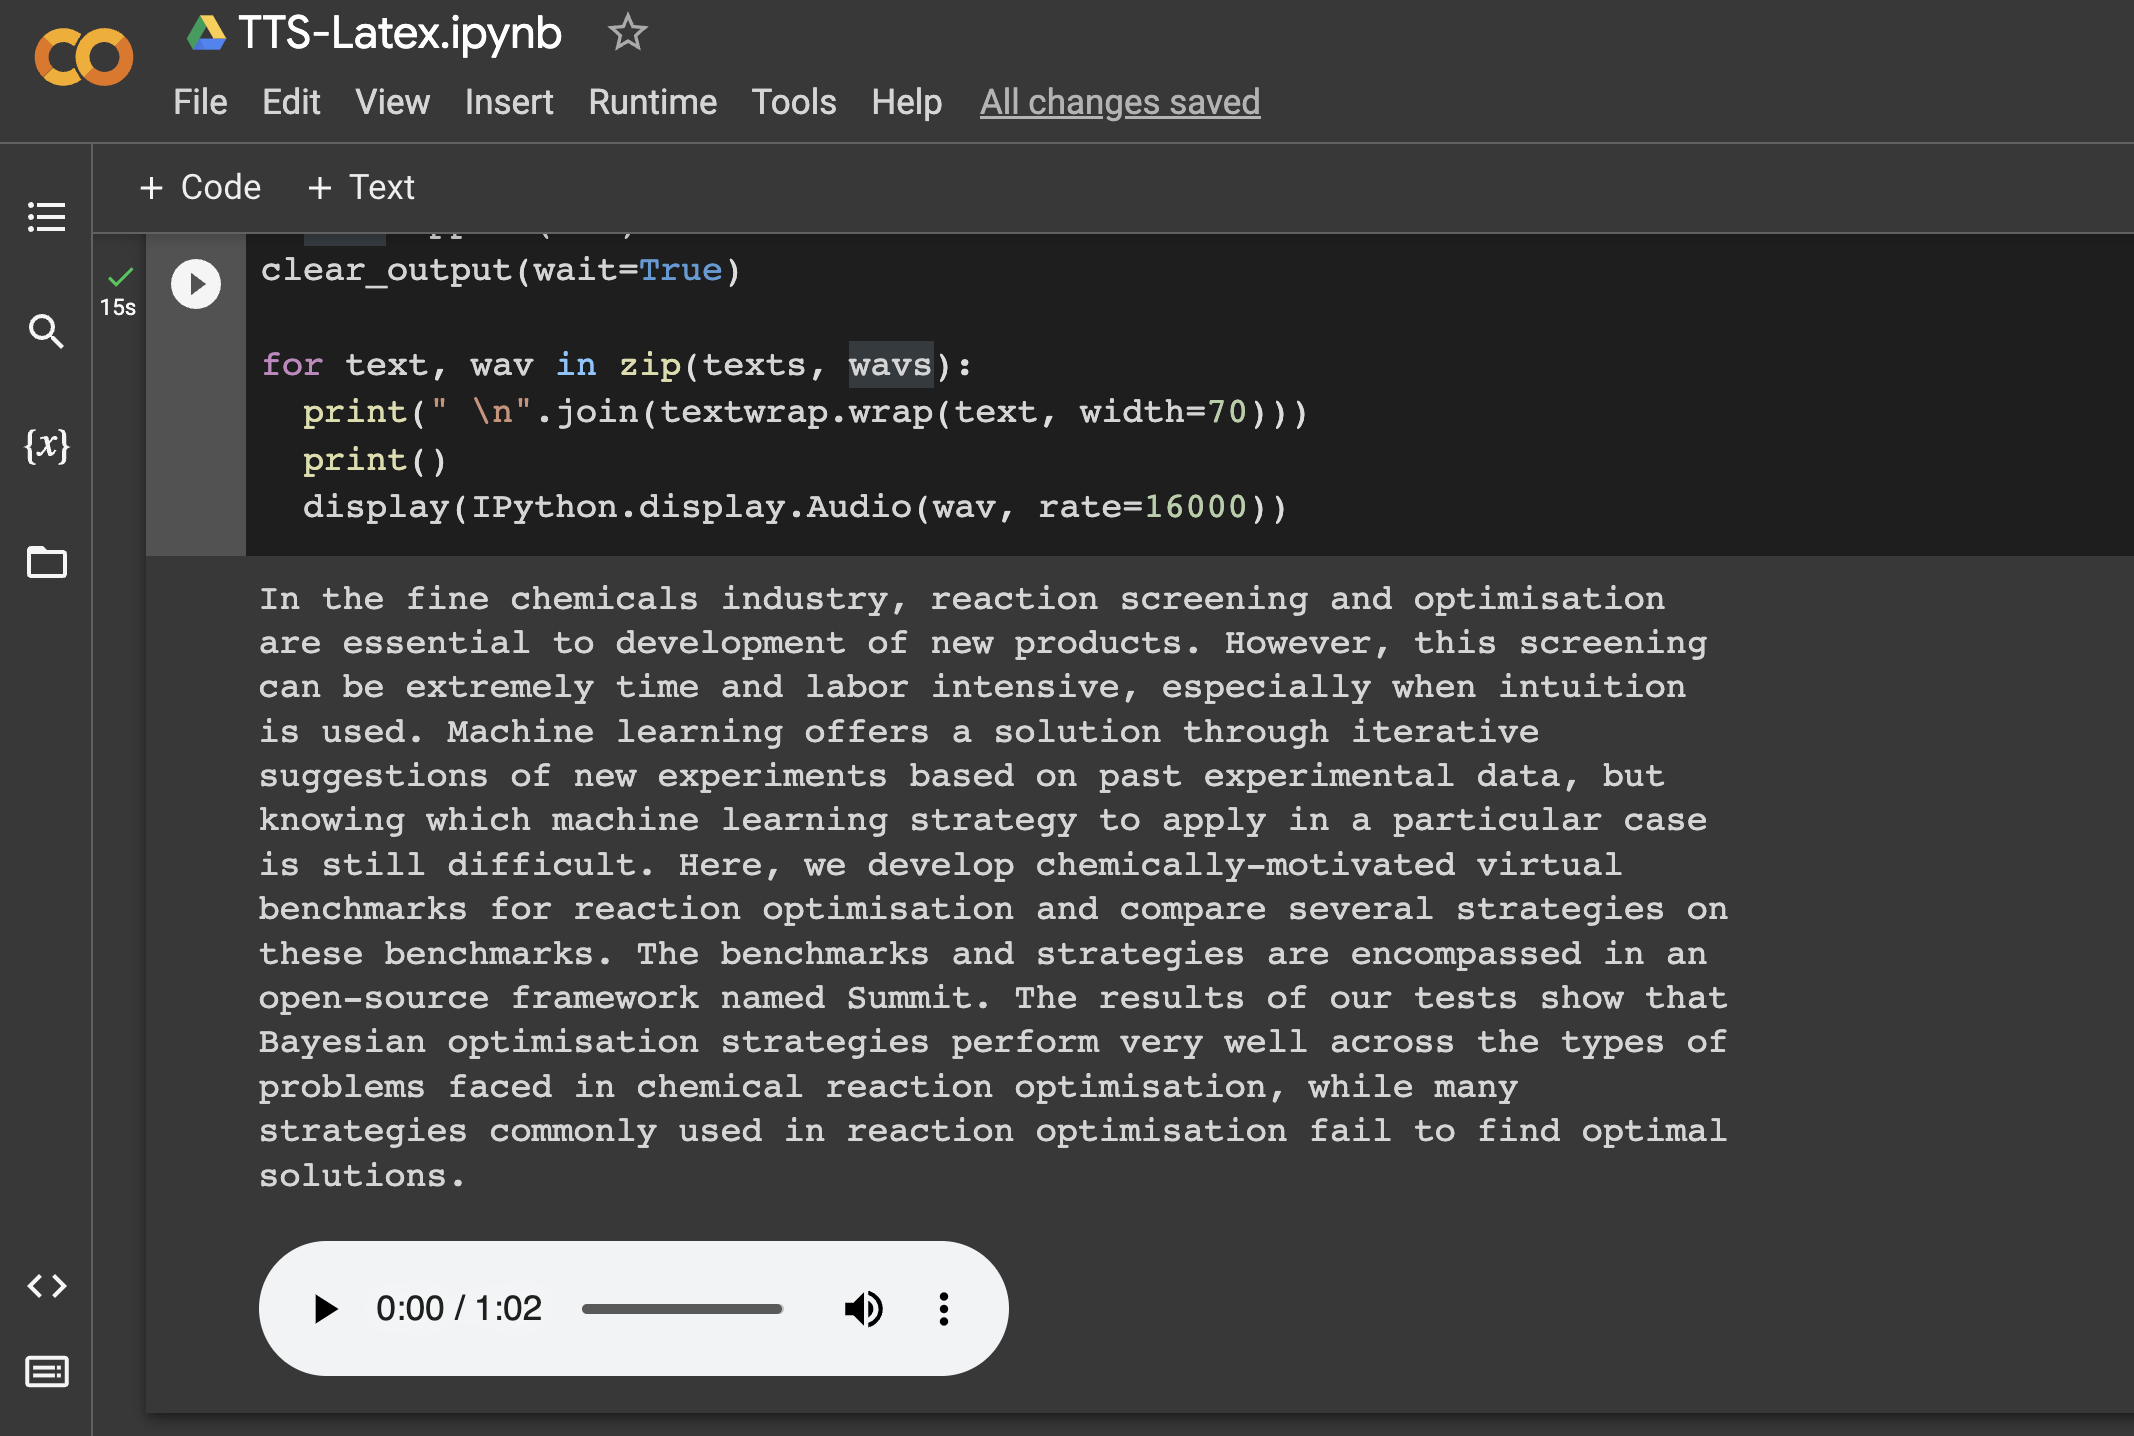 TTS-Latex.ipynb
File Edit View Insert Runtime Tools Help All changes saved
+ Code + Text
15s
clear_output(wait=True)
for text, wav in zip(texts, wavs):
print(" \n".join(textwrap.wrap(text, width=70)))
print()
display(IPython.display.Audio(wav, rate=16000))
{x}
In the fine chemicals industry, reaction screening and optimisation
are essential to development of new products. However, this screening
can be extremely time and labor intensive, especially when intuition
is used. Machine learning offers a solution through iterative
suggestions of new experiments based on past experimental data, but
knowing which machine learning strategy to apply in a particular case
is still difficult. Here, we develop chemically-motivated virtual
benchmarks for reaction optimisation and compare several strategies on
these benchmarks. The benchmarks and strategies are encompassed in an
open-source framework named Summit. The results of our tests show that
Bayesian optimisation strategies perform very well across the types of
problems faced in chemical reaction optimisation, while many
strategies commonly used in reaction optimisation fail to find optimal
solutions.
0:00 / 1:02